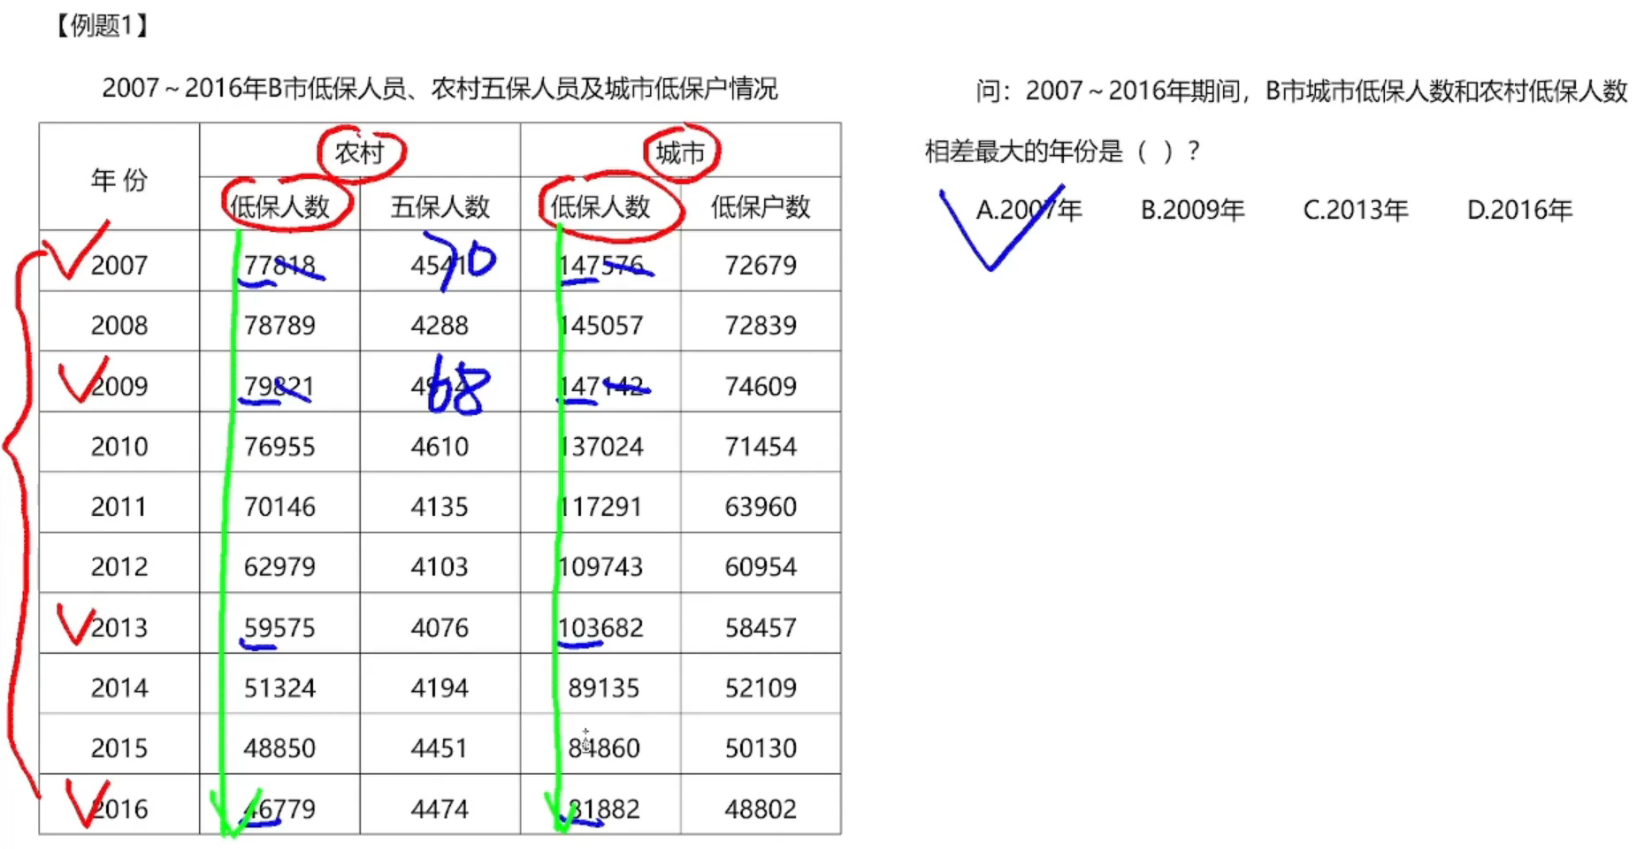 【例题1】
2007～2016年B市低保人员、农村五保人员及城市低保户情况
年份 农村 城市
低保人数 五保人数 低保人数 低保户数
2007 77818 4541 147576 72679
70
2008 78789 4288 145057 72839
2009 79821 147142 74609
68
2010 76955 4610 137024 71454
2011 70146 4135 117291 63960
2012 62979 4103 109743 60954
2013 59575 4076 103682 58457
2014 51324 4194 89135 52109
2015 48850 4451 84860 50130
2016 46779 4474 81882 48802
问：2007～2016年期间，B市城市低保人数和农村低保人数
相差最大的年份是（ ）？
A.2007年 B.2009年 C.2013年 D.2016年